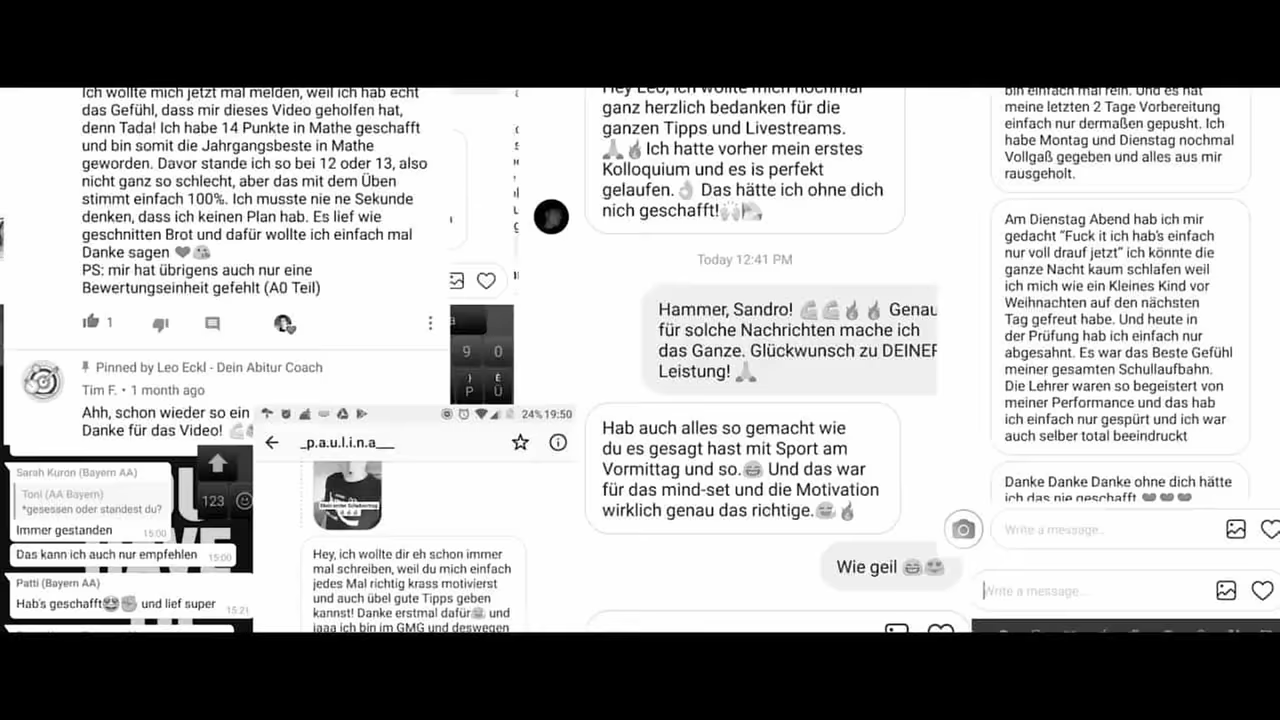 Ich wollte mich jetzt mal melden, weil ich hab echt
das Gefühl, dass mir dieses Video geholfen hat,
denn Tada! Ich habe 14 Punkte in Mathe geschafft
und bin somit die Jahrgangsbeste in Mathe
geworden. Davor stande ich so bei 12 oder 13, also
nicht ganz so schlecht, aber das mit dem Üben
stimmt einfach 100%. Ich musste nie ne Sekunde
denken, dass ich keinen Plan hab. Es lief wie
geschnitten Brot und dafür wollte ich einfach mal
Danke sagen
PS: mir hat übrigens auch nur eine
Bewertungseinheit gefehlt (A0 Teil)
1
Pinned by Leo Eckl - Dein Abitur Coach
Tim F. • 1 month ago
Ahh, schon wieder so ein
Danke für das Video!
Sarah Kuron (Bayern AA)
Toni (AA Bayern)
*gesessen oder standest du?
Immer gestanden 15:00
Das kann ich auch nur empfehlen 15:00
Patti (Bayern AA)
Hab's geschafft und lief super 15:21
123
9 0
P Ü
24% 19:50
_p.a.u.l.i.n.a___
Hey, ich wollte dir eh schon immer
mal schreiben, weil du mich einfach
jedes Mal richtig krass motivierst
und auch übel gute Tipps geben
kannst! Danke erstmal dafür und
jaaa ich bin im GMG und deswegen
Hey Leo, ich wollte mich nochmal
ganz herzlich bedanken für die
ganzen Tipps und Livestreams.
Ich hatte vorher mein erstes
Kolloquium und es is perfekt
gelaufen. Das hätte ich ohne dich
nich geschafft!
Today 12:41 PM
Hammer, Sandro! Genau
für solche Nachrichten mache ich
das Ganze. Glückwunsch zu DEINER
Leistung!
Hab auch alles so gemacht wie
du es gesagt hast mit Sport am
Vormittag und so. Und das war
für das mind-set und die Motivation
wirklich genau das richtige.
Wie geil
bin einfach mal rein. Und es hat
meine letzten 2 Tage Vorbereitung
einfach nur dermaßen gepusht. Ich
habe Montag und Dienstag nochmal
Vollgaß gegeben und alles aus mir
rausgeholt.
Am Dienstag Abend hab ich mir
gedacht “Fuck it ich hab's einfach
nur voll drauf jetzt” ich könnte die
ganze Nacht kaum schlafen weil
ich mich wie ein Kleines Kind vor
Weihnachten auf den nächsten
Tag gefreut habe. Und heute in
der Prüfung hab ich einfach nur
abgesahnt. Es war das Beste Gefühl
meiner gesamten Schullaufbahn.
Die Lehrer waren so begeistert von
meiner Performance und das hab
ich einfach nur gespürt und ich war
auch selber total beeindruckt
Danke Danke Danke ohne dich hätte
ich das nie geschafft
Write a message...
Write a message...